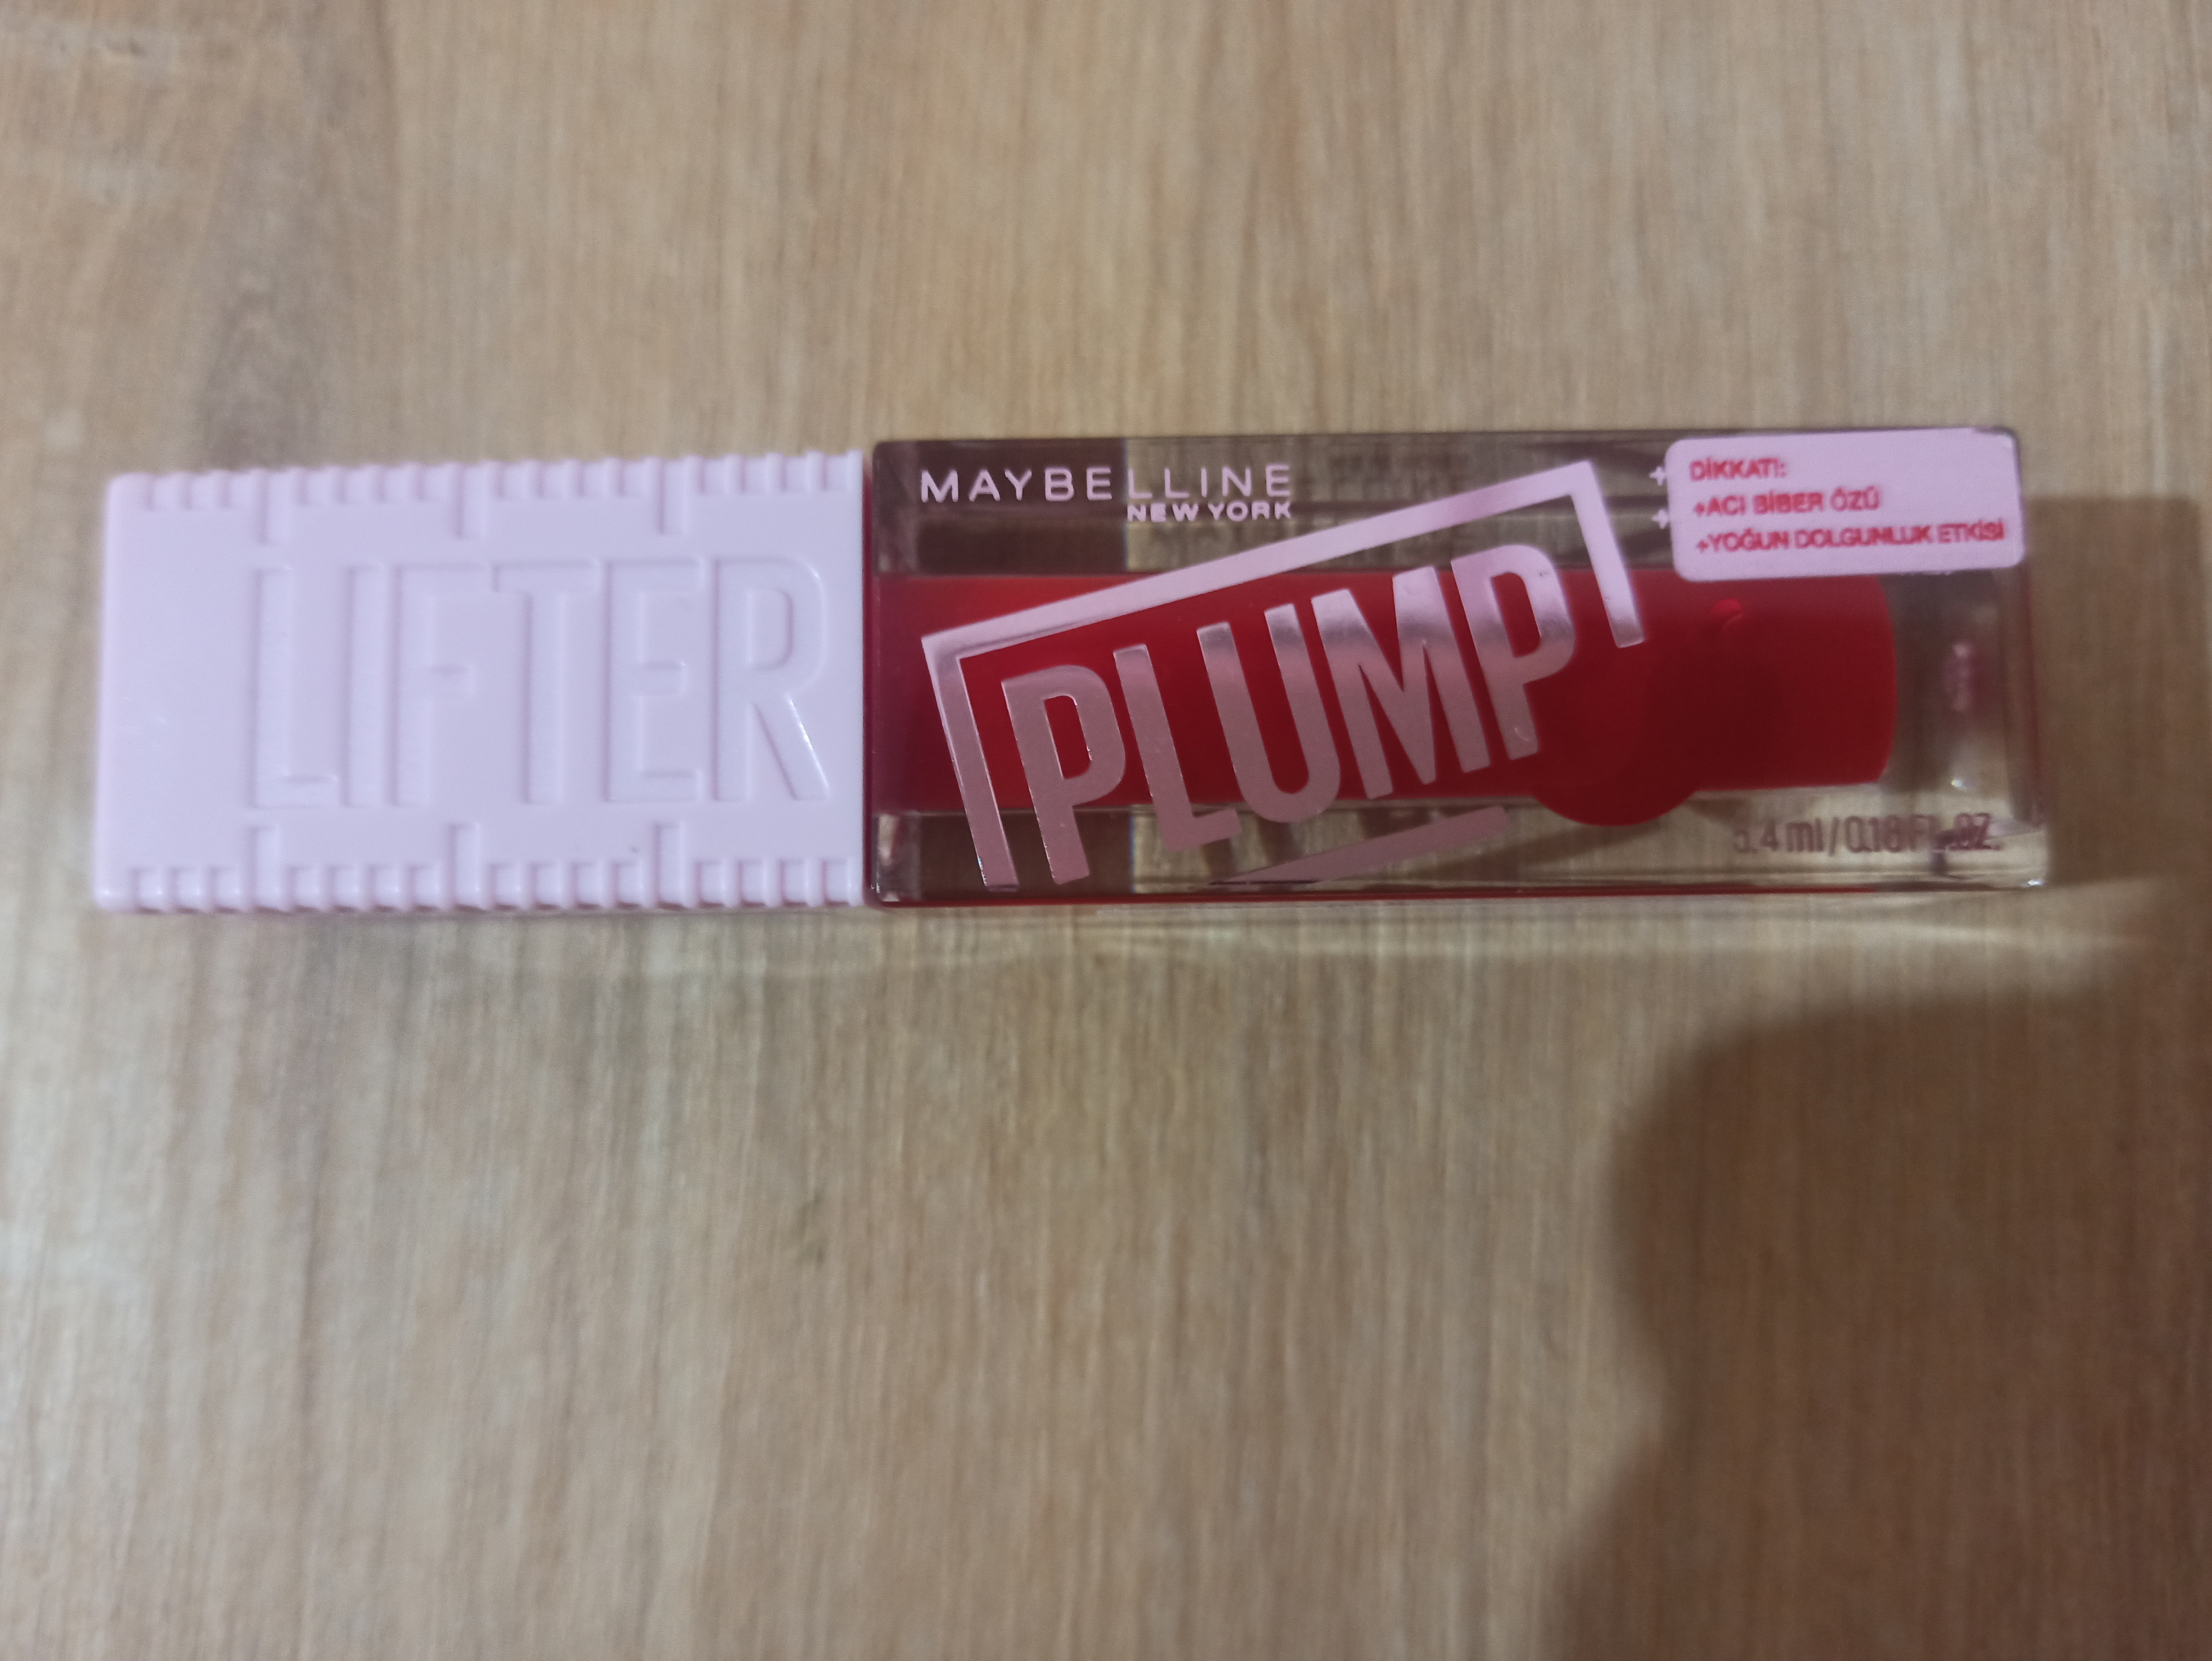 LIFTER
MAYBELLINE
NEW YORK
PLUMP
DİKKAT!:
+ACI BİBER ÖZÜ
+YOĞUN DOLGUNLUK ETKİSİ
5.4 ml / 0.18 FL.OZ.